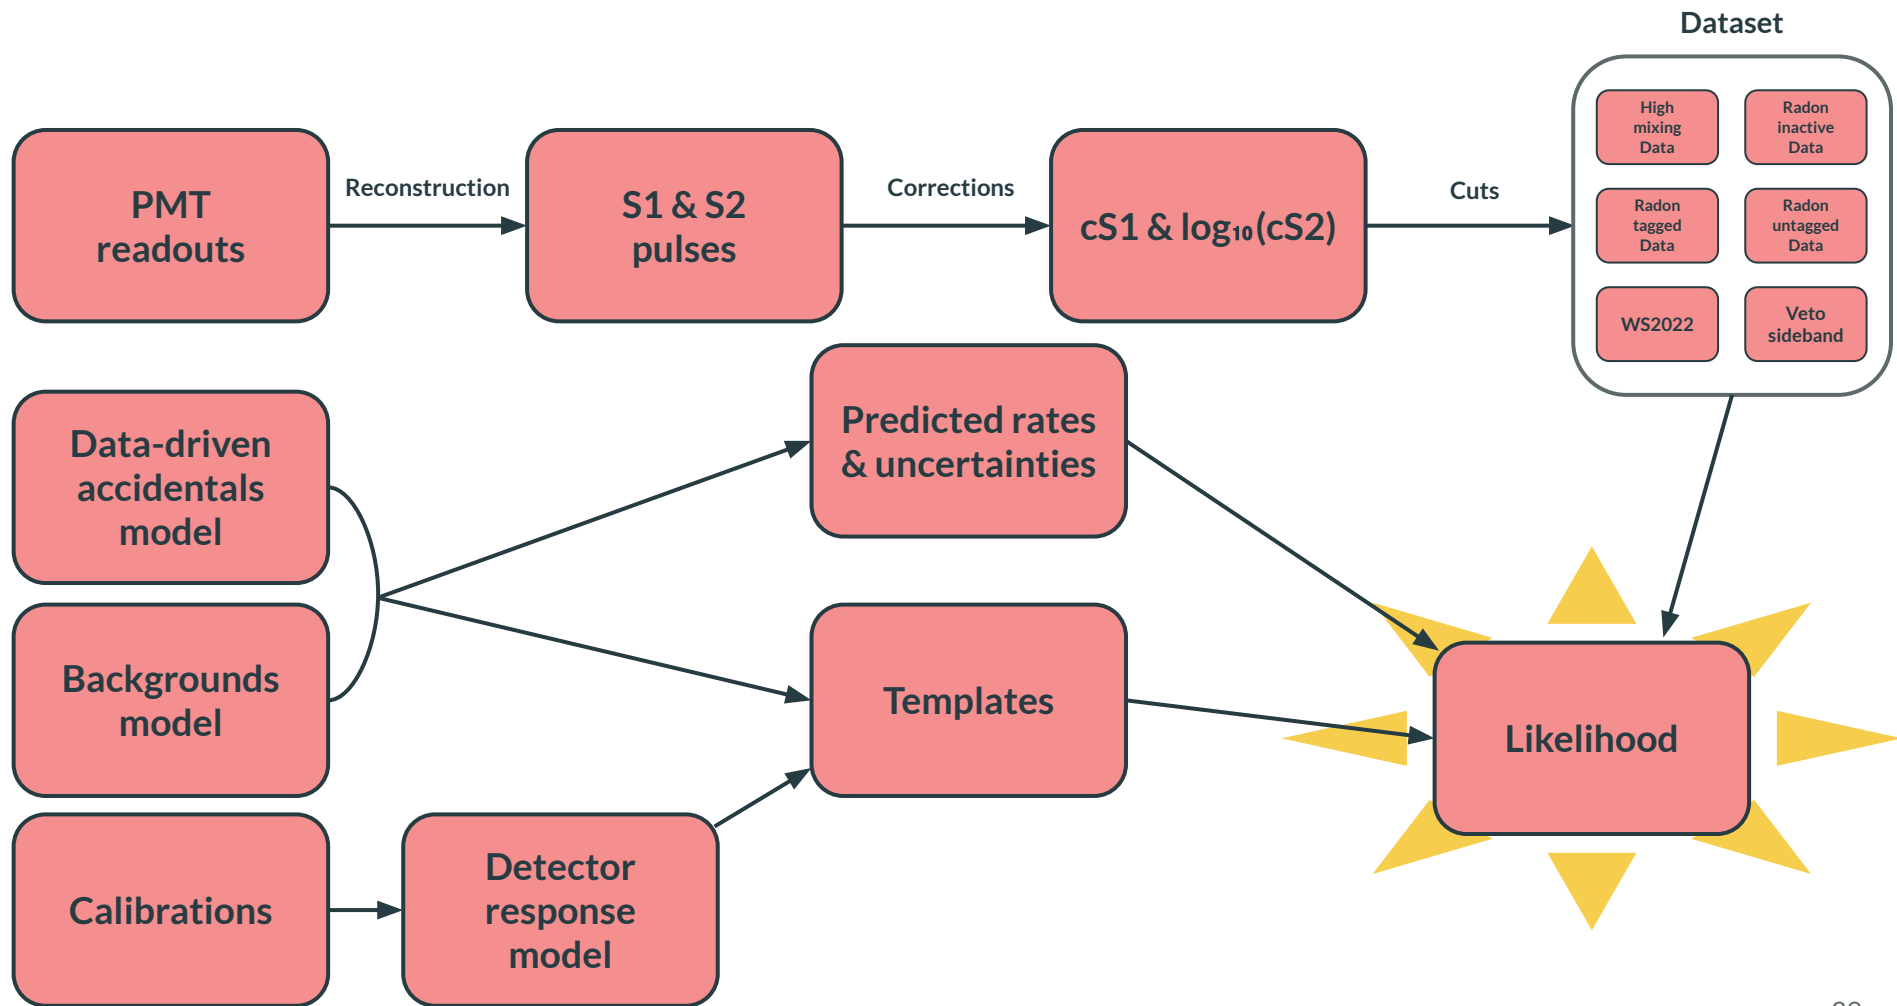 Dataset
High
mixing
Data
Radon
inactive
Data
Radon
tagged
Data
Radon
untagged
Data
WS2022
Veto
sideband
PMT
readouts
Reconstruction
S1 & S2
pulses
Corrections
cS1 & log₁₀(cS2)
Cuts
Data-driven
accidentals
model
Predicted rates
& uncertainties
Backgrounds
model
Templates
Likelihood
Calibrations
Detector
response
model